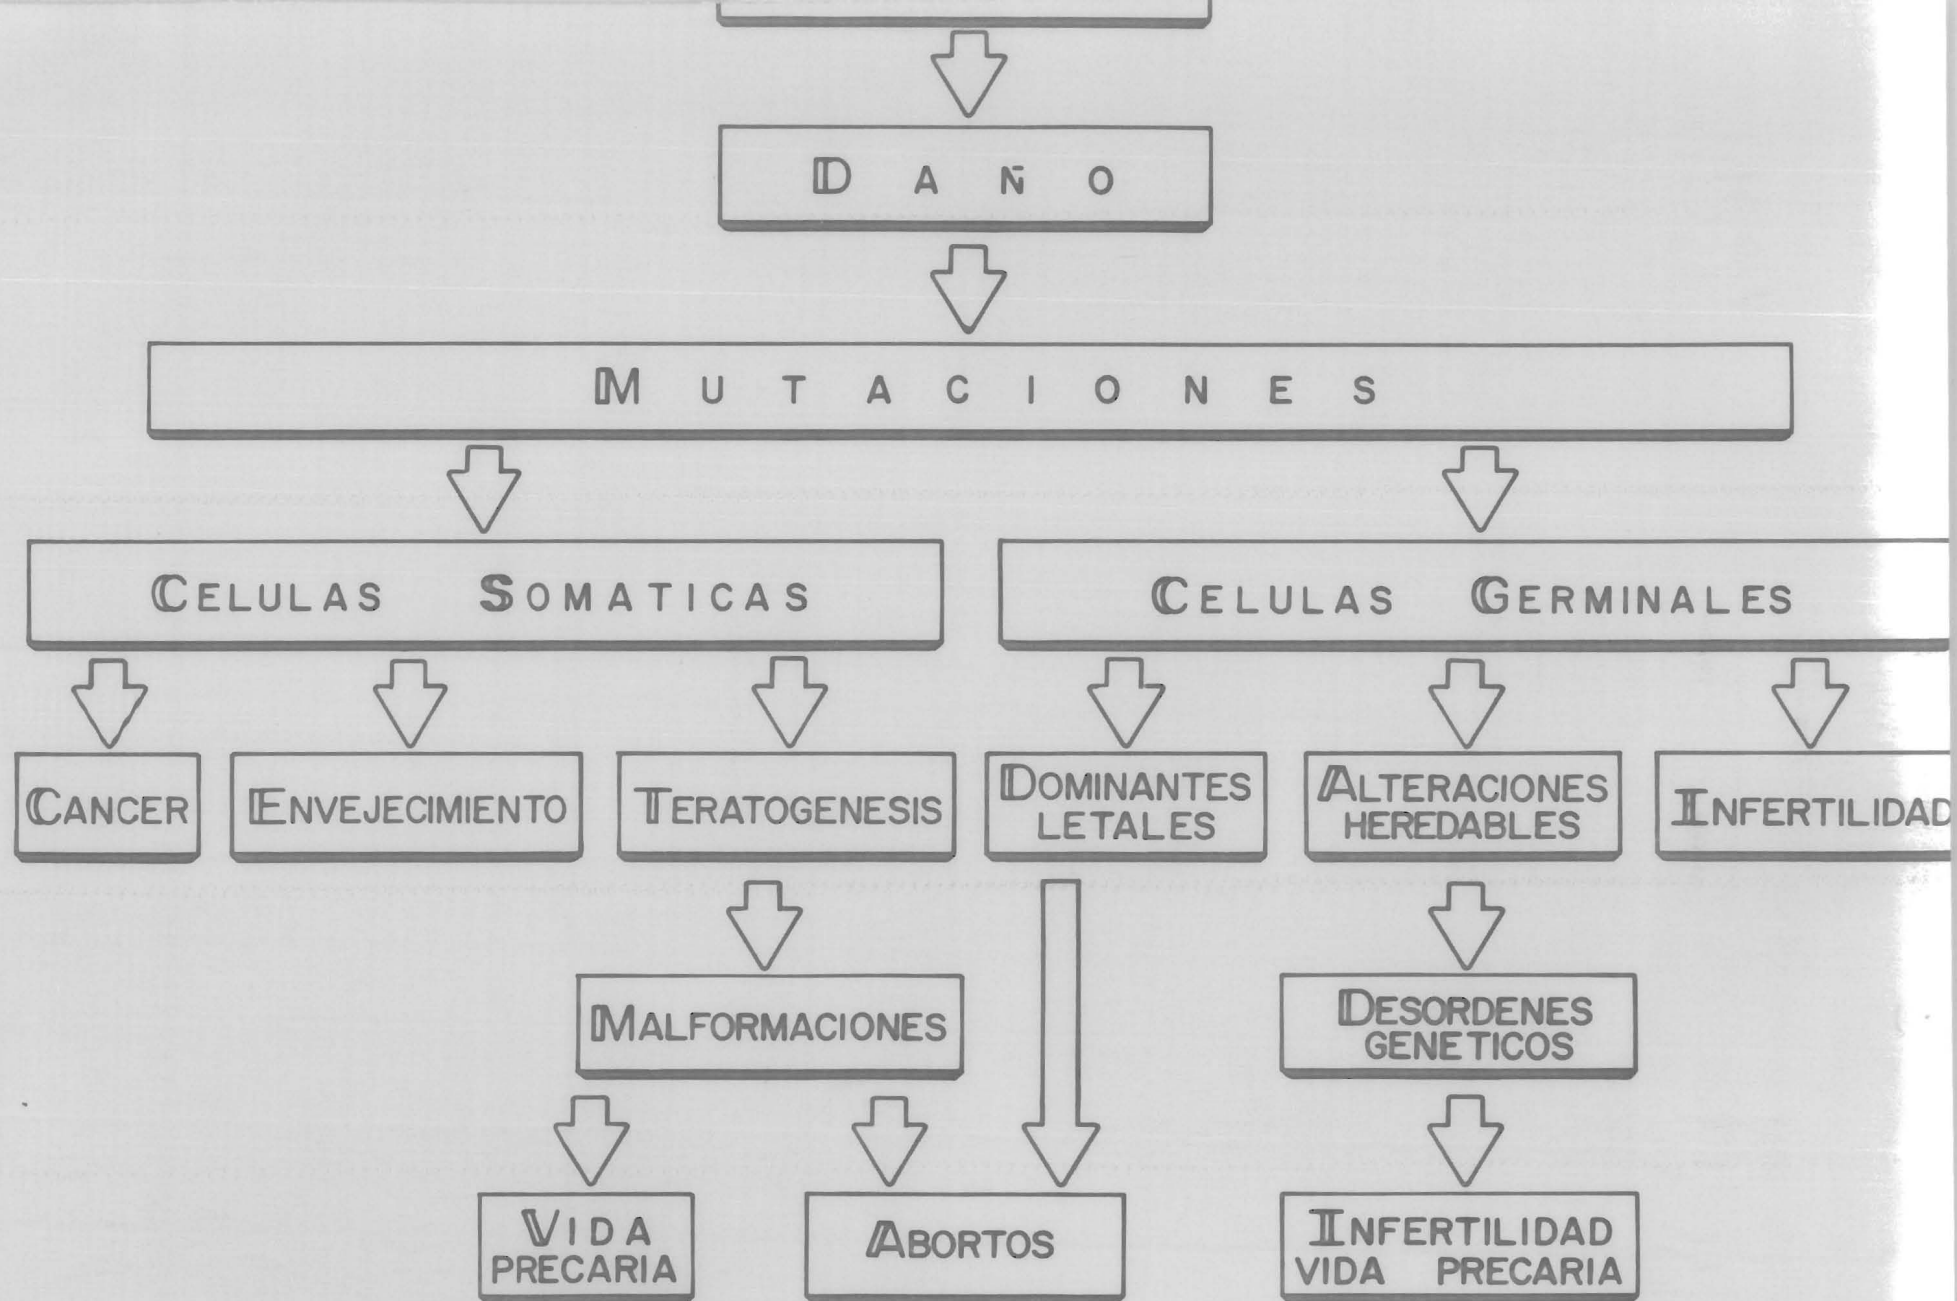 DAÑO
MUTACIONES
CELULAS SOMATICAS
CELULAS GERMINALES
CANCER
ENVEJECIMIENTO
TERATOGENESIS
DOMINANTES
LETALES
ALTERACIONES
HEREDABLES
INFERTILIDAD
MALFORMACIONES
DESORDENES
GENETICOS
VIDA
PRECARIA
ABORTOS
INFERTILIDAD
VIDA PRECARIA